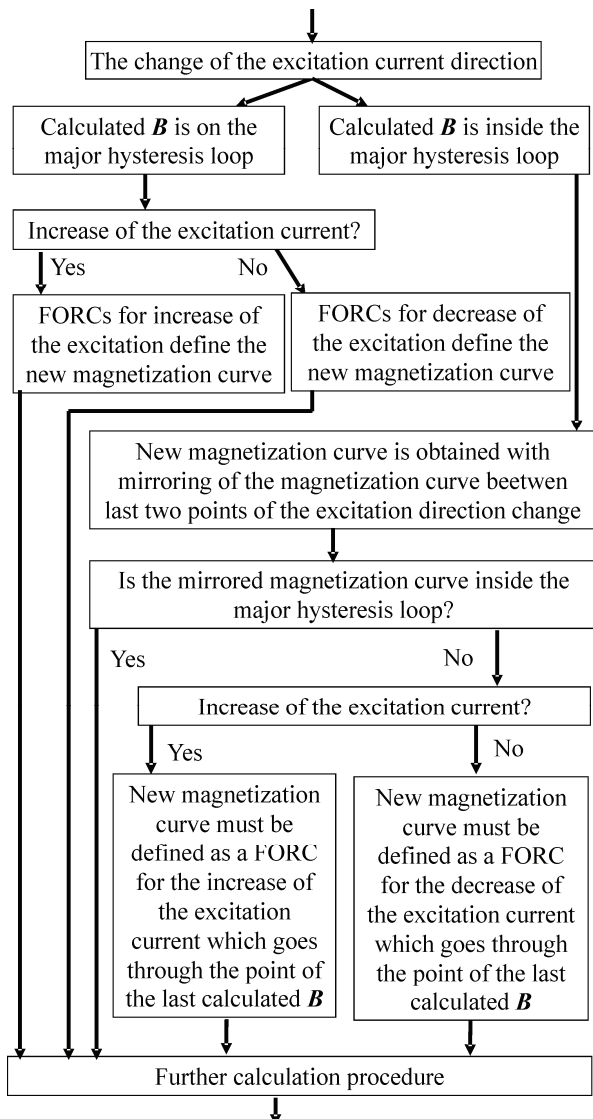 The change of the excitation current direction
Calculated B is on the
major hysteresis loop
Calculated B is inside the
major hysteresis loop
Increase of the excitation current?
Yes
No
FORCs for increase of
the excitation define the
new magnetization curve
FORCs for decrease of
the excitation define the
new magnetization curve
New magnetization curve is obtained with
mirroring of the magnetization curve beetwen
last two points of the excitation direction change
Is the mirrored magnetization curve inside the
major hysteresis loop?
Yes
No
Increase of the excitation current?
Yes
No
New magnetization
curve must be
defined as a FORC
for the increase of
the excitation
current which goes
through the point of
the last calculated B
New magnetization
curve must be
defined as a FORC
for the decrease of
the excitation current
which goes through
the point of the last
calculated B
Further calculation procedure